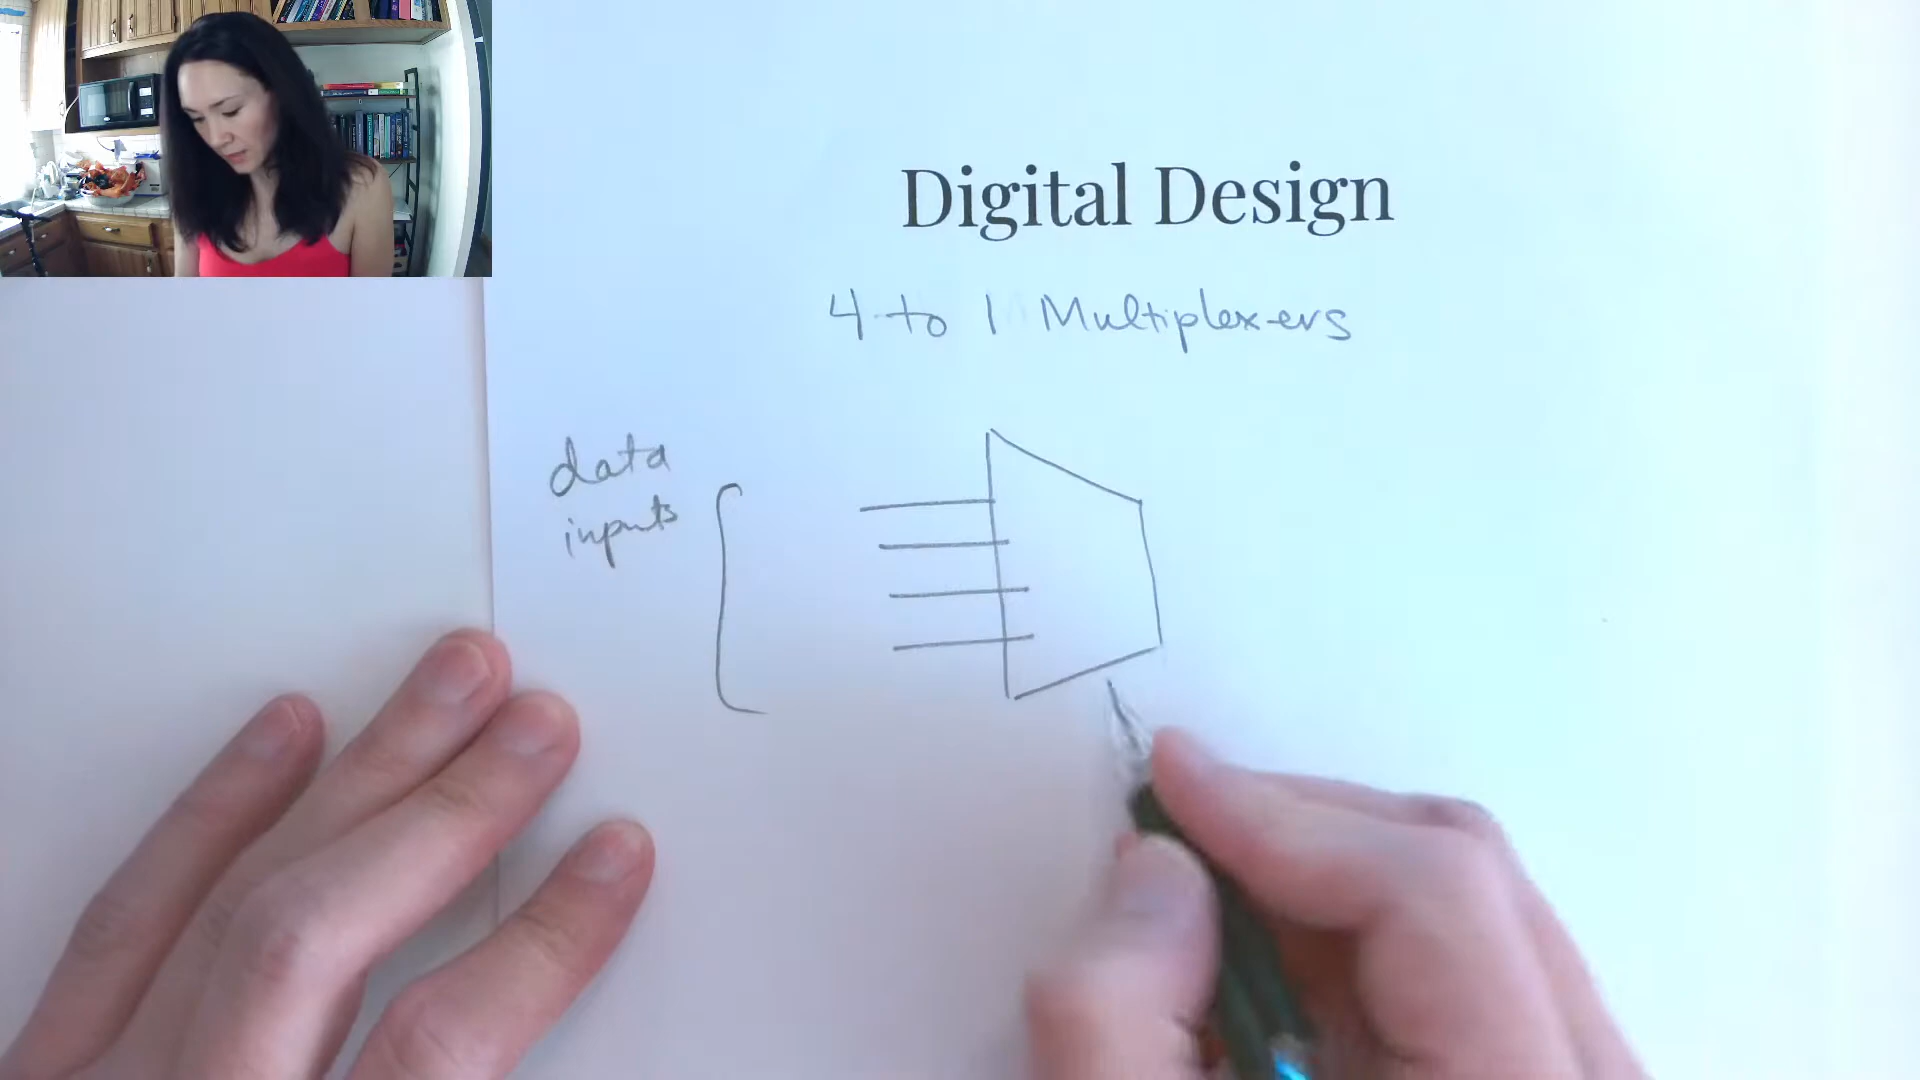 Digital Design
4 to 1 Multiplexers
data
inputs